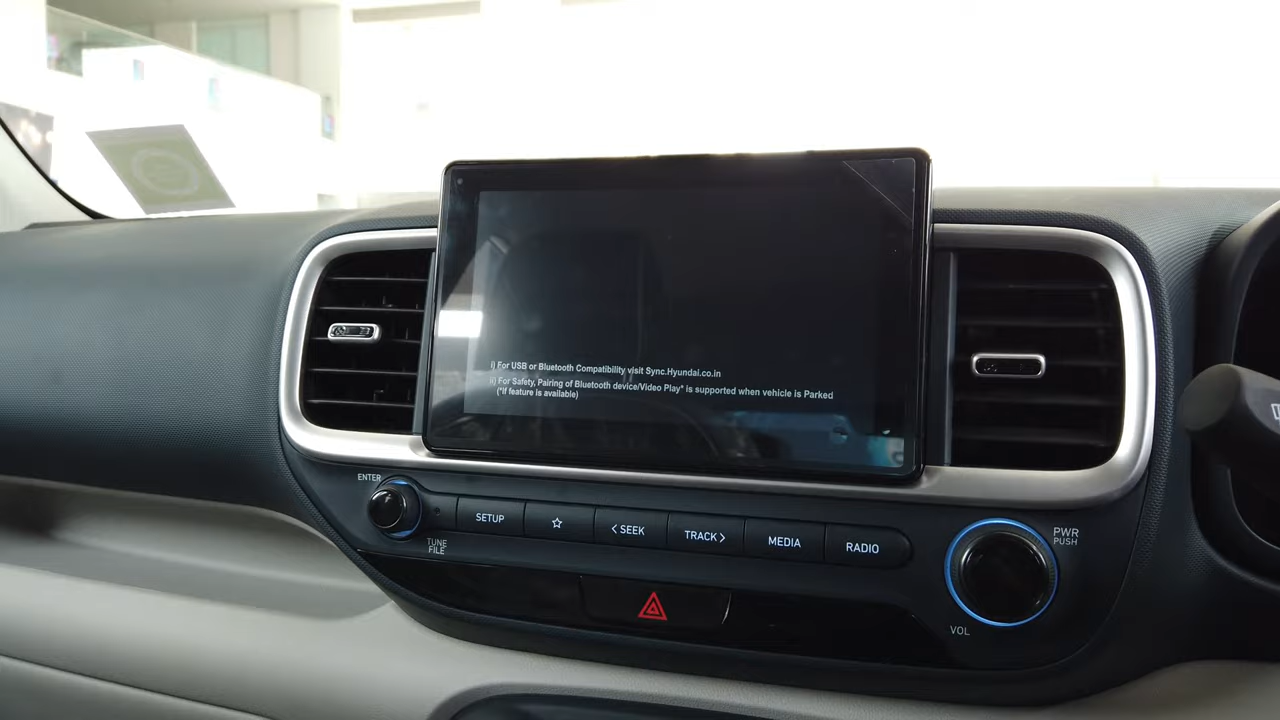 i) For USB or Bluetooth Compatibility visit Sync.Hyundai.co.in
ii) For Safety, Pairing of Bluetooth device/Video Play* is supported when vehicle is Parked
(*If feature is available)
ENTER
TUNE
FILE
SETUP
☆
< SEEK
TRACK >
MEDIA
RADIO
PWR
PUSH
VOL